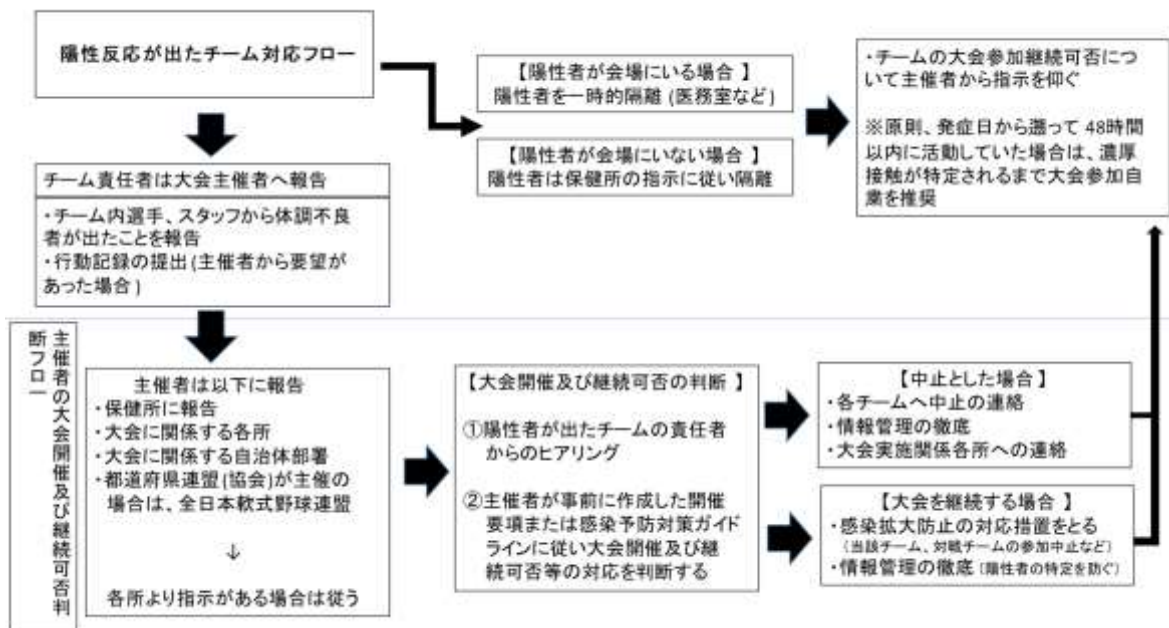 陽性反応が出たチーム対応フロー
【陽性者が会場にいる場合 】
陽性者を一時的隔離 (医務室など)
【陽性者が会場にいない場合 】
陽性者は保健所の指示に従い隔離
・チームの大会参加継続可否につ
いて主催者から指示を仰ぐ
※原則、発症日から遡って 48時間
以内に活動していた場合は、濃厚
接触が特定されるまで大会参加自
粛を推奨
チーム責任者は大会主催者へ報告
・チーム内選手、スタッフから体調不良
者が出たことを報告
・行動記録の提出 (主催者から要望が
あった場合)
主催者の大会開催及び継続可否判
断フロー
主催者は以下に報告
・保健所に報告
・大会に関係する各所
・大会に関係する自治体部署
・都道府県連盟(協会)が主催の
場合は、全日本軟式野球連盟
↓
各所より指示がある場合は従う
【大会開催及び継続可否の判断 】
①陽性者が出たチームの責任者
からのヒアリング
②主催者が事前に作成した開催
要項または感染予防対策ガイド
ラインに従い大会開催及び継
続可否等の対応を判断する
【中止とした場合 】
・各チームへ中止の連絡
・情報管理の徹底
・大会実施関係各所への連絡
【大会を継続する場合 】
・感染拡大防止の対応措置をとる
(当該チーム、対戦チームの参加中止など)
・情報管理の徹底 (陽性者の特定を防ぐ)